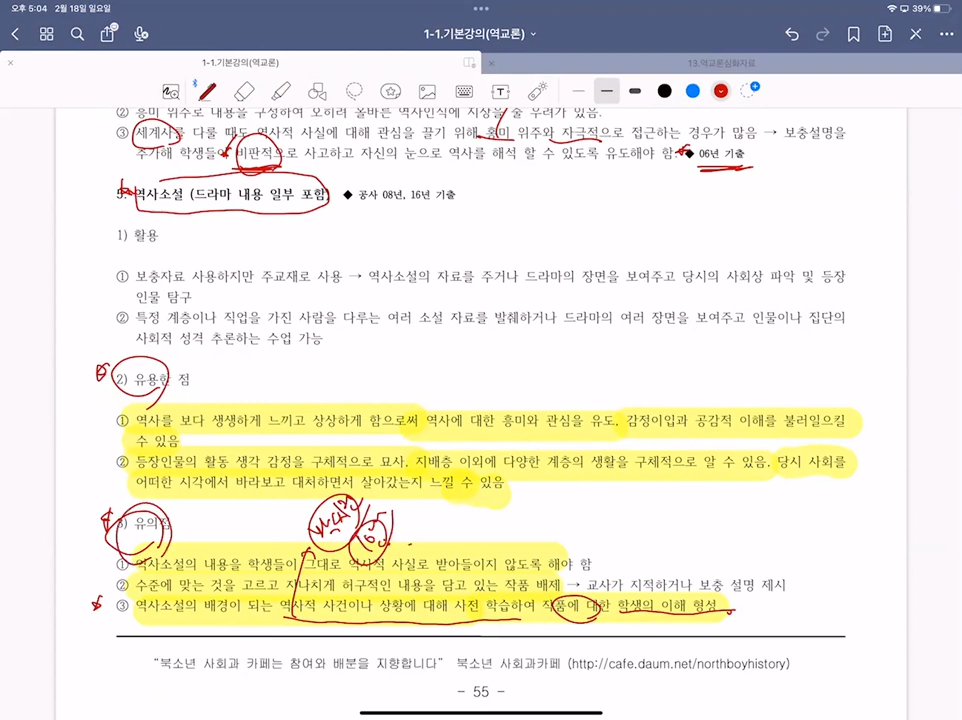 오후 5:04 2월 18일 일요일
39%
1-1.기본강의(역교론)
1-1.기본강의(역교론)
13.역교론심화자료
② 흥미 위주로 내용을 구성하여 오히려 올바른 역사인식에 지장을 줄 우려가 있음.
③ 세계사를 다룰 때도 역사적 사실에 대해 관심을 끌기 위해 흥미 위주와 자극적으로 접근하는 경우가 많음 → 보충설명을
추가해 학생들이 비판적으로 사고하고 자신의 눈으로 역사를 해석 할 수 있도록 유도해야 함. ◆ 06년 기출
5. 역사소설 (드라마 내용 일부 포함) ◆ 공사 08년, 16년 기출
1) 활용
① 보충자료 사용하지만 주교재로 사용 → 역사소설의 자료를 주거나 드라마의 장면을 보여주고 당시의 사회상 파악 및 등장
인물 탐구
② 특정 계층이나 직업을 가진 사람을 다루는 여러 소설 자료를 발췌하거나 드라마의 여러 장면을 보여주고 인물이나 집단의
사회적 성격 추론하는 수업 가능
2) 유용한 점
① 역사를 보다 생생하게 느끼고 상상하게 함으로써 역사에 대한 흥미와 관심을 유도, 감정이입과 공감적 이해를 불러일으킬
수 있음
② 등장인물의 활동 생각 감정을 구체적으로 묘사, 지배층 이외에 다양한 계층의 생활을 구체적으로 알 수 있음. 당시 사회를
어떠한 시각에서 바라보고 대처하면서 살아갔는지 느낄 수 있음
3) 유의점
① 역사소설의 내용을 학생들이 그대로 역사적 사실로 받아들이지 않도록 해야 함
② 수준에 맞는 것을 고르고 지나치게 허구적인 내용을 담고 있는 작품 배제 → 교사가 지적하거나 보충 설명 제시
③ 역사소설의 배경이 되는 역사적 사건이나 상황에 대해 사전 학습하여 작품에 대한 학생의 이해 형성
“북소년 사회과 카페는 참여와 배분을 지향합니다” 북소년 사회과카페 (http://cafe.daum.net/northboyhistory)
- 55 -